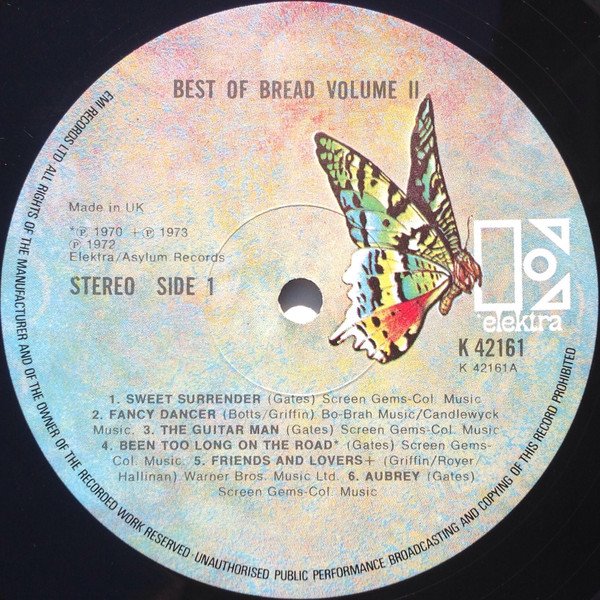 BEST OF BREAD VOLUME II
Made in UK
*℗ 1970 +℗ 1973
℗ 1972
Elektra/Asylum Records
STEREO SIDE 1
elektra
K 42161
K 42161A
1. SWEET SURRENDER (Gates) Screen Gems-Col. Music
2. FANCY DANCER (Botts/Griffin) Bo-Brah Music/Candlewyck
Music. 3. THE GUITAR MAN (Gates) Screen Gems-Col. Music
4. BEEN TOO LONG ON THE ROAD* (Gates) Screen Gems-
Col. Music. 5. FRIENDS AND LOVERS+ (Griffin/Royer/
Hallinan) Warner Bros. Music Ltd. 6. AUBREY (Gates)
Screen Gems-Col. Music
EMI RECORDS LTD ALL RIGHTS OF THE MANUFACTURER AND OF THE OWNER OF THE RECORDED WORK RESERVED·UNAUTHORISED PUBLIC PERFORMANCE BROADCASTING AND COPYING OF THIS RECORD PROHIBITED